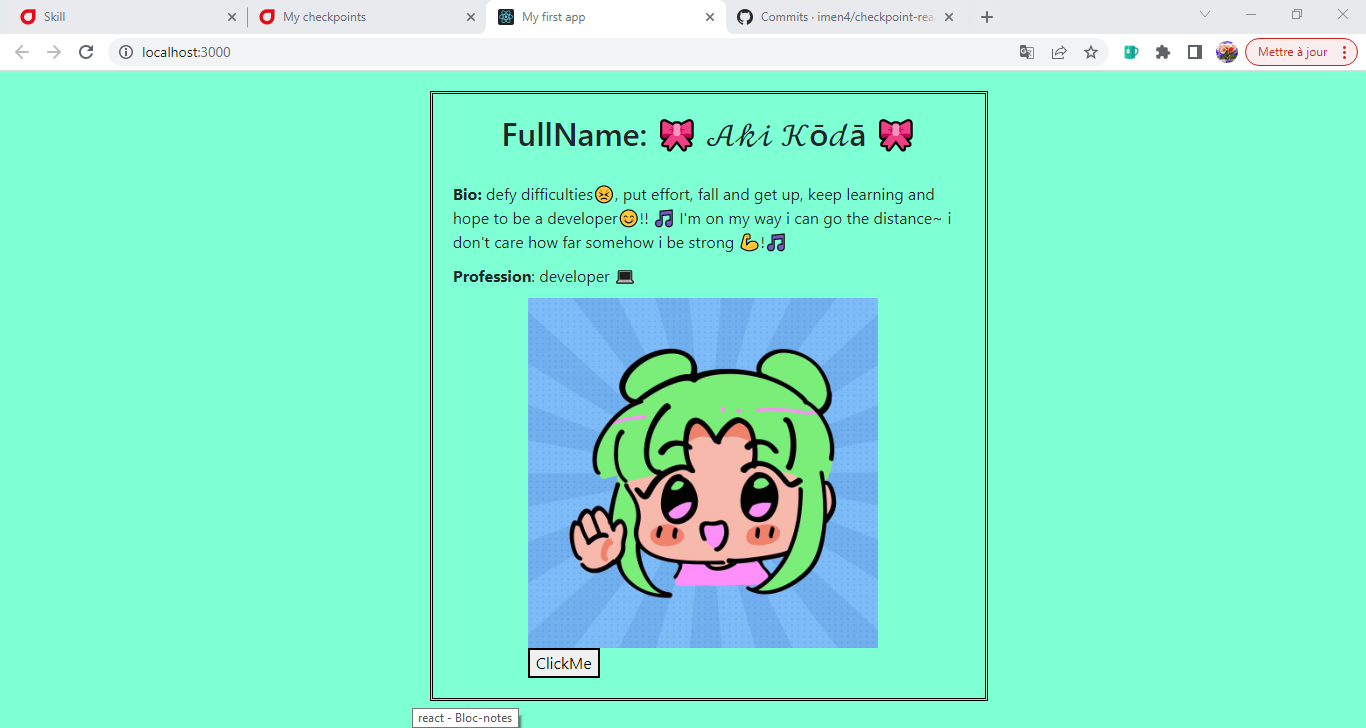 Skill
My checkpoints
My first app
Commits · imen4/checkpoint-rea
localhost:3000
Mettre à jour
FullName: 🎀 𝓐𝓴𝓲 𝓚ō𝓭ā 🎀
Bio: defy difficulties😣, put effort, fall and get up, keep learning and
hope to be a developer😊!! 🎵 I'm on my way i can go the distance~ i
don't care how far somehow i be strong 💪!🎵
Profession: developer 💻
ClickMe
react - Bloc-notes